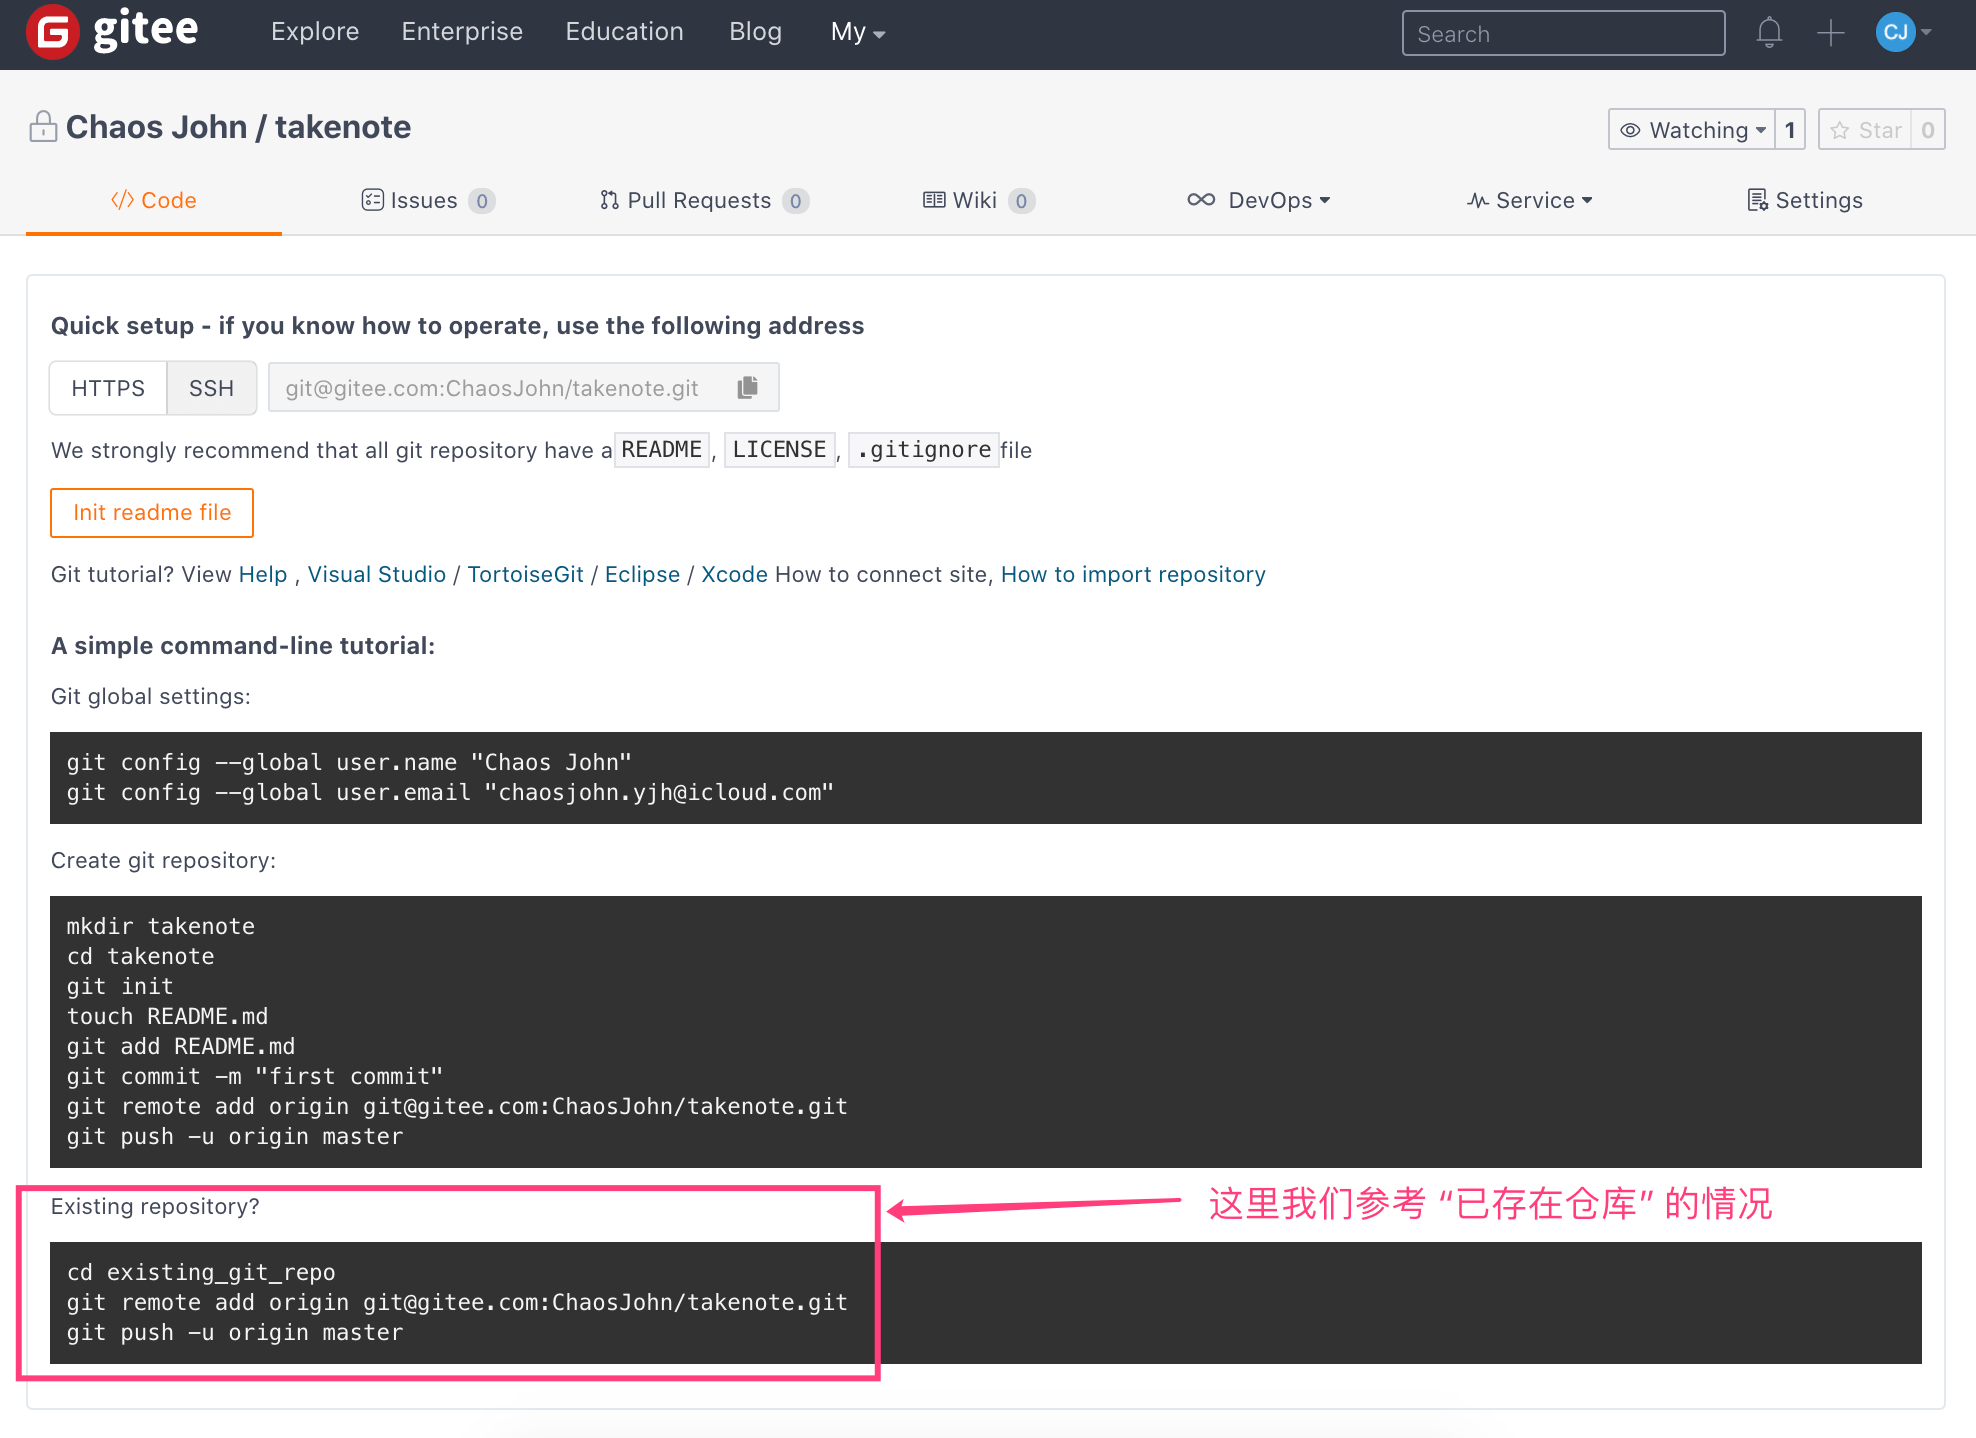 gitee Explore Enterprise Education Blog My Search CJ
Chaos John / takenote Watching 1 Star 0
Code Issues 0 Pull Requests 0 Wiki 0 DevOps Service Settings
Quick setup - if you know how to operate, use the following address
HTTPS SSH git@gitee.com:ChaosJohn/takenote.git
We strongly recommend that all git repository have a README , LICENSE , .gitignore file
Init readme file
Git tutorial? View Help , Visual Studio / TortoiseGit / Eclipse / Xcode How to connect site, How to import repository
A simple command-line tutorial:
Git global settings:
git config --global user.name "Chaos John"
git config --global user.email "chaosjohn.yjh@icloud.com"
Create git repository:
mkdir takenote
cd takenote
git init
touch README.md
git add README.md
git commit -m "first commit"
git remote add origin git@gitee.com:ChaosJohn/takenote.git
git push -u origin master
Existing repository?
这里我们参考 “已存在仓库” 的情况
cd existing_git_repo
git remote add origin git@gitee.com:ChaosJohn/takenote.git
git push -u origin master